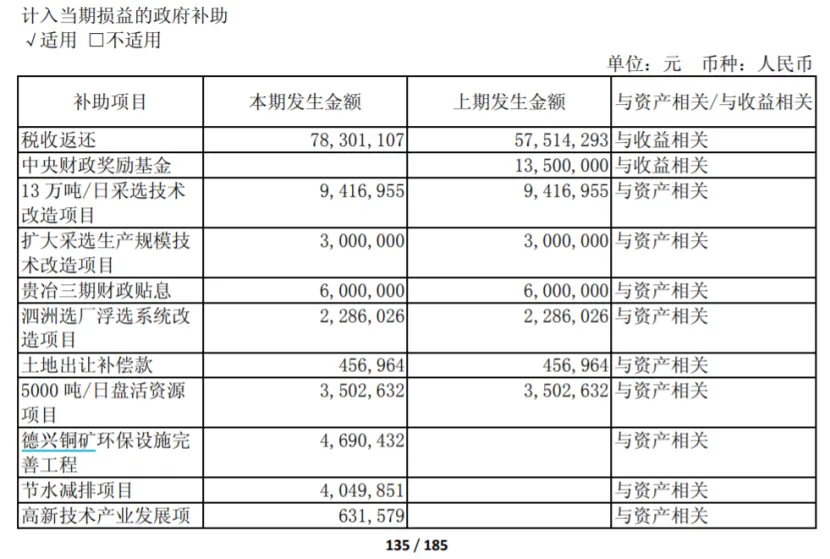 计入当期损益的政府补助
√适用 □不适用
单位：元 币种：人民币
补助项目 本期发生金额 上期发生金额 与资产相关/与收益相关
税收返还 78,301,107 57,514,293 与收益相关
中央财政奖励基金 13,500,000 与收益相关
13万吨/日采选技术 9,416,955 9,416,955 与资产相关
改造项目
扩大采选生产规模技 3,000,000 3,000,000 与资产相关
术改造项目
贵冶三期财政贴息 6,000,000 6,000,000 与资产相关
泗洲选厂浮选系统改 2,286,026 2,286,026 与资产相关
造项目
土地出让补偿款 456,964 456,964 与资产相关
5000吨/日盘活资源 3,502,632 3,502,632 与资产相关
项目
德兴铜矿环保设施完 4,690,432 与资产相关
善工程
节水减排项目 4,049,851 与资产相关
高新技术产业发展项 631,579 与资产相关
135 / 185